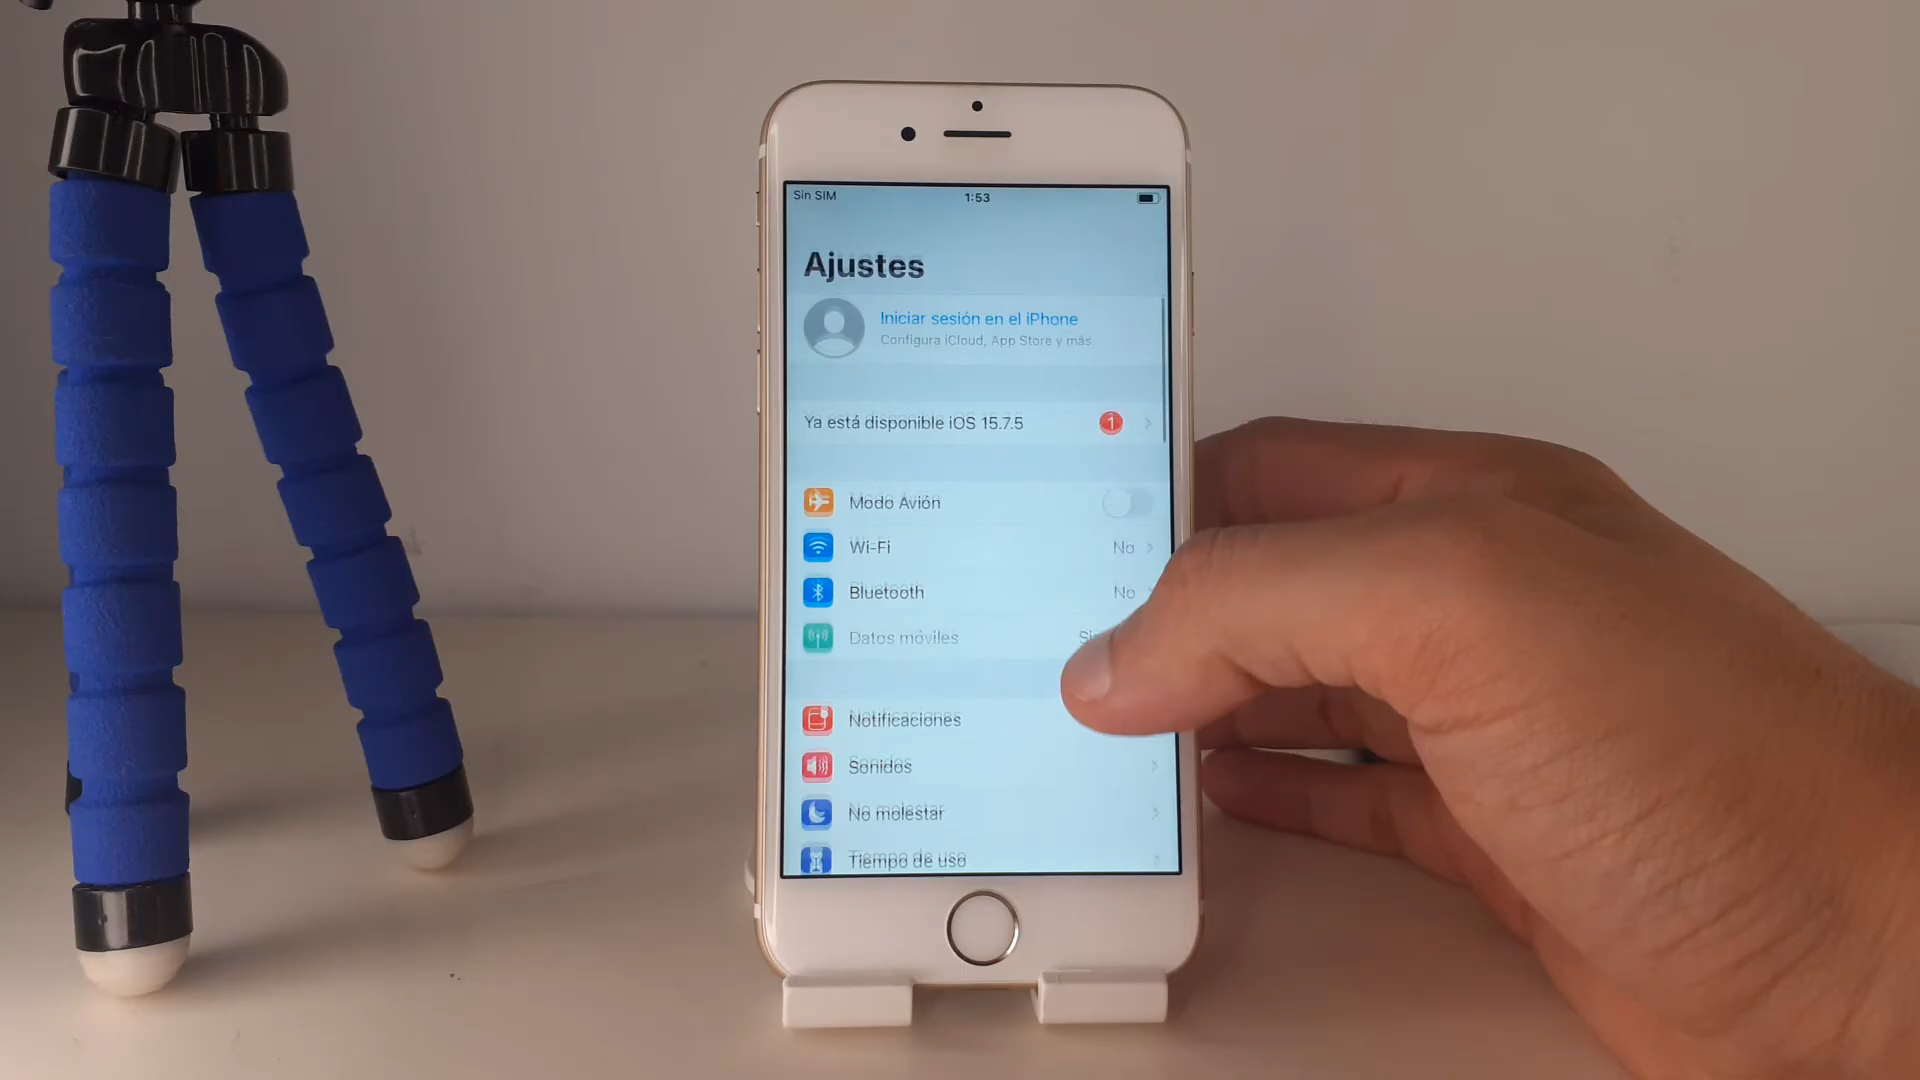 Sin SIM 1:53
Ajustes
Iniciar sesión en el iPhone
Configura iCloud, App Store y más
Ya está disponible iOS 15.7.5 1
Modo Avión
Wi-Fi No
Bluetooth No
Datos móviles
Notificaciones
Sonidos
No molestar
Tiempo de uso